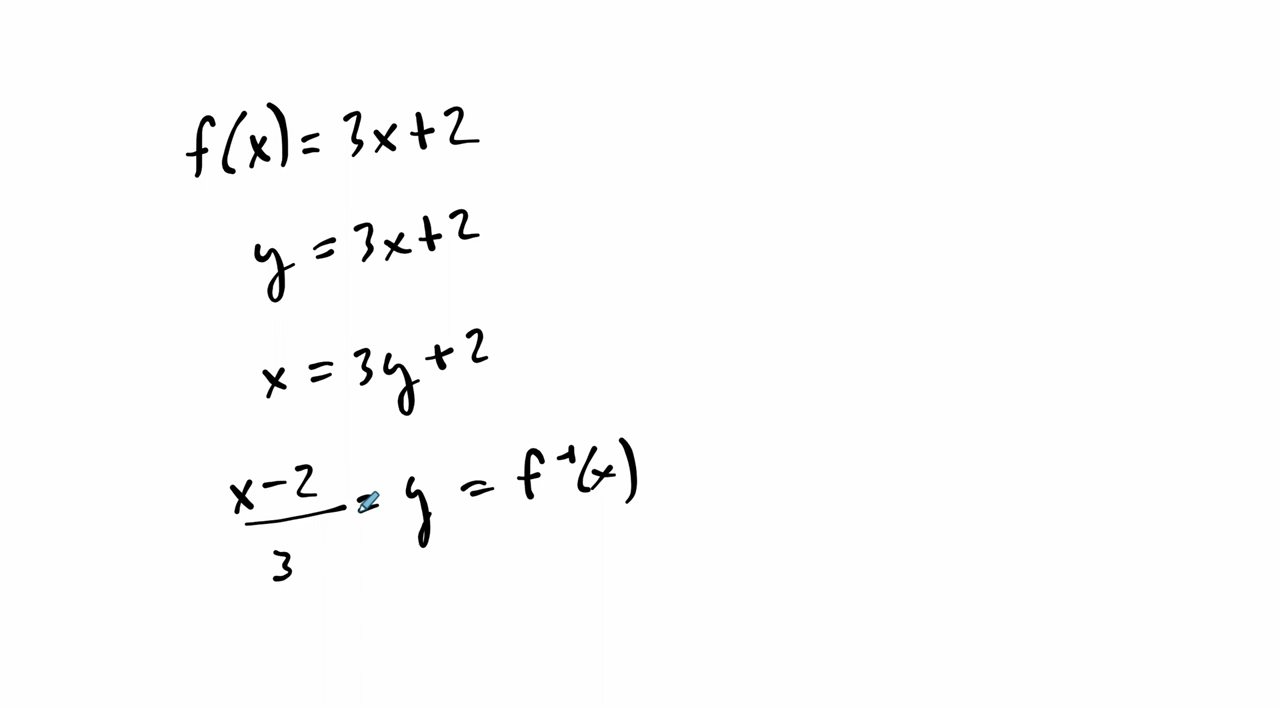 f(x) = 3x+2
y = 3x+2
x = 3y+2
x-2
3
= y = f⁻¹(x)